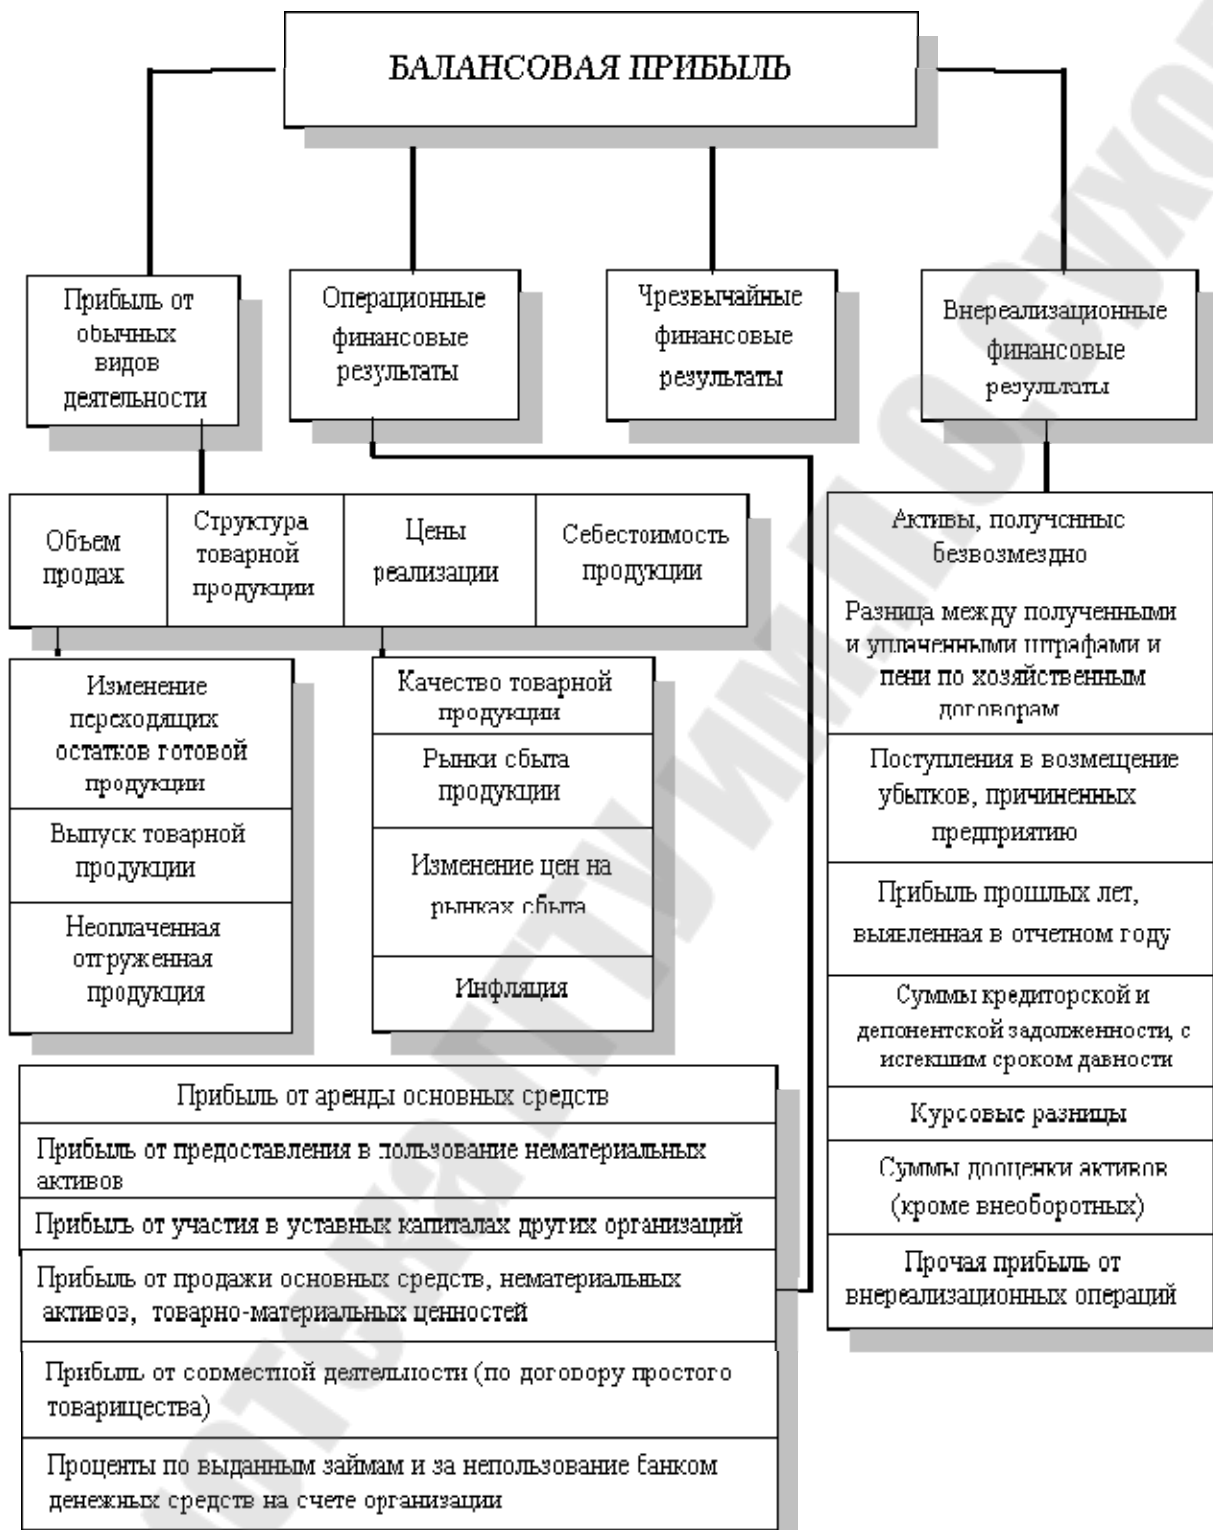 БАЛАНСОВАЯ ПРИБЫЛЬ
Прибыль от
обычных
видов
деятельности
Операционные
финансовые
результаты
Чрезвычайные
финансовые
результаты
Внереализационные
финансовые
результаты
Объем
продаж
Структура
товарной
продукции
Цены
реализации
Себестоимость
продукции
Изменение
переходящих
остатков готовой
продукции
Выпуск товарной
продукции
Неоплаченная
отгруженная
продукция
Качество товарной
продукции
Рынки сбыта
продукции
Изменение цен на
рынках сбыта
Инфляция
Активы, полученные
безвозмездно
Разница между полученными
и уплаченными штрафами и
пени по хозяйственным
договорам
Поступления в возмещение
убытков, причиненных
предприятию
Прибыль прошлых лет,
выявленная в отчетном году
Суммы кредиторской и
депонентской задолженности, с
истекшим сроком давности
Курсовые разницы
Суммы дооценки активов
(кроме внеоборотных)
Прочая прибыль от
внереализационных операций
Прибыль от аренды основных средств
Прибыль от предоставления в пользование нематериальных
активов
Прибыль от участия в уставных капиталах других организаций
Прибыль от продажи основных средств, нематериальных
активов, товарно-материальных ценностей
Прибыль от совместной деятельности (по договору простого
товарищества)
Проценты по выданным займам и за непользование банком
денежных средств на счете организации